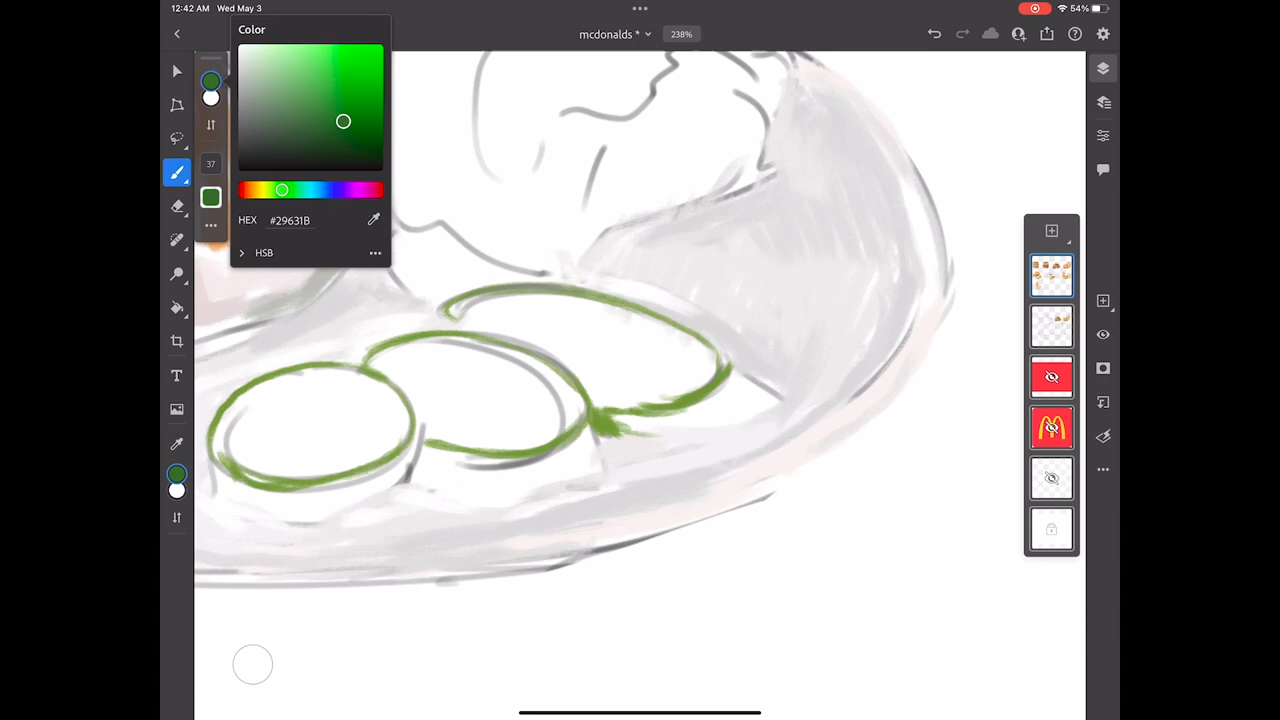 12:42 AM Wed May 3
54%
Color
mcdonalds *
238%
37
HEX #29631B
HSB